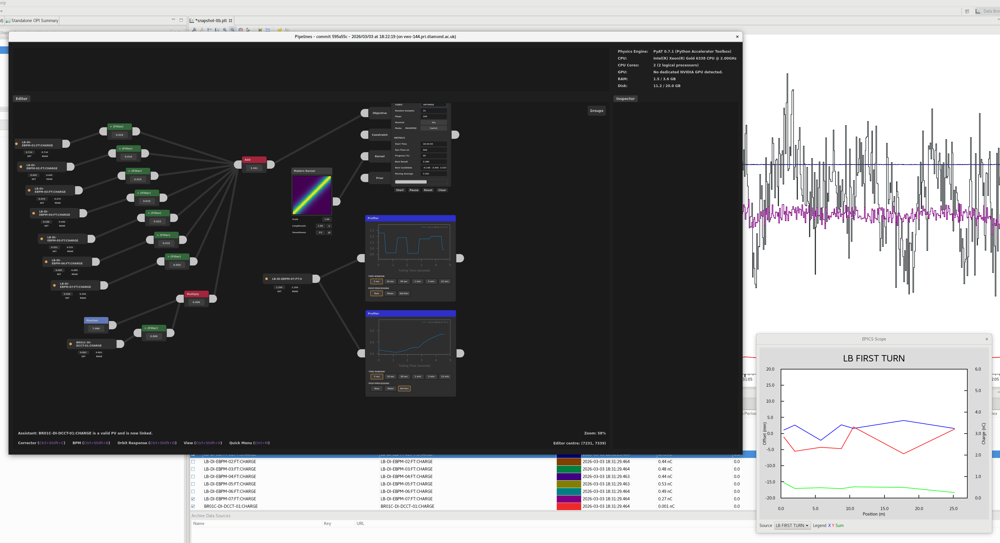 elp
Standalone OPI Summary
*snapshot-ltb.plt
Data Bro
Time
Pipelines - commit 595a55c - 2026/03/03 at 18:22:19 (on vws-144.pri.diamond.ac.uk)
Physics Engine: PyAT 0.7.1 (Python Accelerator Toolbox)
CPU: Intel(R) Xeon(R) Gold 6338 CPU @ 2.00GHz
CPU Cores: 2 (2 logical processors)
GPU: No dedicated NVIDIA GPU detected.
RAM: 1.5 / 3.6 GB
Disk: 11.2 / 20.0 GB
Editor
Inspector
Groups
LB-DI-
EBPM-01:FT:CHARGE
0.714 0.714
SET READ
LB-DI-
EBPM-02:FT:CHARGE
0.445 0.445
SET READ
LB-DI-
EBPM-03:FT:CHARGE
0.474 0.474
SET READ
LB-DI-
EBPM-04:FT:CHARGE
0.436 0.436
SET READ
LB-DI-
EBPM-05:FT:CHARGE
0.521 0.521
SET READ
LB-DI-
EBPM-06:FT:CHARGE
0.495 0.495
SET READ
LB-DI-
EBPM-07:FT:CHARGE
0.256 0.256
SET READ
> (Filter)
0.010
> (Filter)
0.010
> (Filter)
0.010
> (Filter)
0.010
> (Filter)
0.010
> (Filter)
0.010
> (Filter)
0.050
Number
7.000
BR01C-DI-
DCCT-01:CHARGE
0.001 0.001
SET READ
> (Filter)
0.000
Multiply
0.006
Add
3.361
Matérn Kernel
Scale 1.00
Lengthscale 1.00 +
Smoothness 3/2 ⇄
Objective
Constraint
Kernel
Prior
TuRBO OPTIMISE
Random Samples 15
Steps 100
Nominal Yes
Mode: MAXIMISE Switch
METRICS
Start Time 18:24:30
Run Time (s) 506
Progress (%) 59
Best Result 3.380
Best Candidate -0.148 -3.945 3.533
Moving Average 3.361
Start Pause Reset Clear
LB-DI-EBPM-07:FT:X
1.254 1.254
SET READ
Profiler
LB-DI-EBPM-07:FT:X
1.3
1.2
1.1
1.0
0.9
0 1 2 3 4 5
Trailing Time (seconds)
TIME WINDOW
5 sec 10 sec 30 sec 1 min 5 min 15 min
POST-PROCESSING
Raw Mean Std Dev
Profiler
LB-DI-EBPM-07:FT:X
0.3
0.2
0.1
0 1 2 3 4 5
Trailing Time (seconds)
TIME WINDOW
5 sec 10 sec 30 sec 1 min 5 min 15 min
POST-PROCESSING
Raw Mean Std Dev
Assistant: BR01C-DI-DCCT-01:CHARGE is a valid PV and is now linked.
Zoom: 58%
Corrector (Ctrl+Shift+C) BPM (Ctrl+Shift+B) Orbit Response (Ctrl+Shift+O) View (Ctrl+Shift+V) Quick Menu (Ctrl+M)
Editor centre: (7231, 7339)
31:05
2:05
Period
lex
LB-DI-EBPM-02:FT:CHARGE LB-DI-EBPM-02:FT:CHARGE 2026-03-03 18:31:29.464 0.44 nC 0.0
LB-DI-EBPM-03:FT:CHARGE LB-DI-EBPM-03:FT:CHARGE 2026-03-03 18:31:29.464 0.48 nC 0.0
LB-DI-EBPM-04:FT:CHARGE LB-DI-EBPM-04:FT:CHARGE 2026-03-03 18:31:29.463 0.44 nC 0.0
LB-DI-EBPM-05:FT:CHARGE LB-DI-EBPM-05:FT:CHARGE 2026-03-03 18:31:29.463 0.53 nC 0.0
LB-DI-EBPM-06:FT:CHARGE LB-DI-EBPM-06:FT:CHARGE 2026-03-03 18:31:29.464 0.49 nC 0.0
LB-DI-EBPM-07:FT:CHARGE LB-DI-EBPM-07:FT:CHARGE 2026-03-03 18:31:29.464 0.27 nC 0.0
BR01C-DI-DCCT-01:CHARGE BR01C-DI-DCCT-01:CHARGE 2026-03-03 18:31:29.464 0.001 nC 0.0
Archive Data Sources
Name Key URL
EPICS Scope
LB FIRST TURN
20.0
15.0
10.0
5.0
0.0
-5.0
-10.0
-15.0
-20.0
Offset (mm)
6.0
5.0
4.0
3.0
2.0
1.0
0.0
Charge (nC)
0.0 5.0 10.0 15.0 20.0 25.0
Position (m)
Source LB FIRST TURN Legend X Y Sum